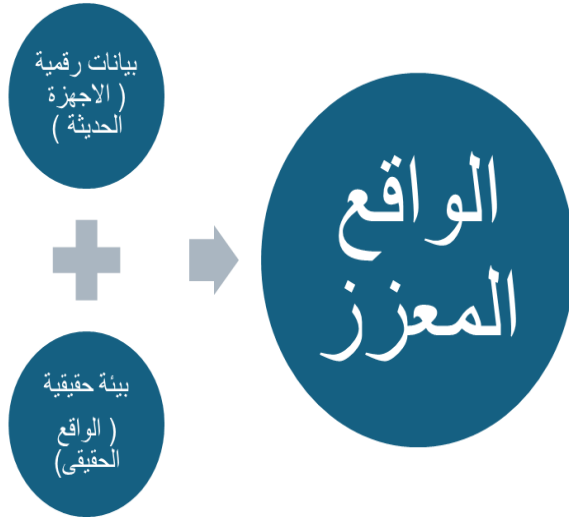 بيانات رقمية
( الاجهزة
الحديثة )
بيئة حقيقية
( الواقع
الحقيقى)
الواقع
المعزز